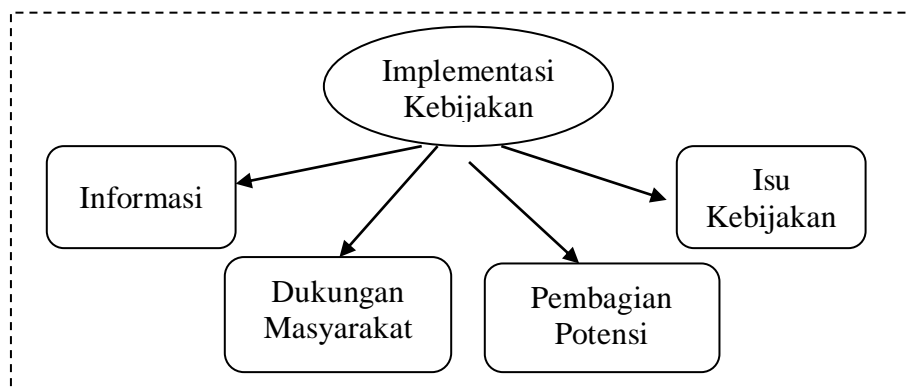 Implementasi
Kebijakan
Informasi
Isu
Kebijakan
Dukungan
Masyarakat
Pembagian
Potensi